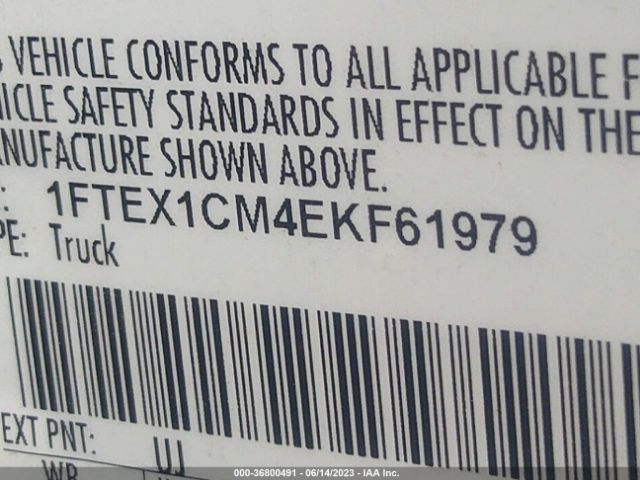 VEHICLE CONFORMS TO ALL APPLICABLE F
ICLE SAFETY STANDARDS IN EFFECT ON THE
NUFACTURE SHOWN ABOVE.
: 1FTEX1CM4EKF61979
PE: Truck
EXT PNT: UJ
WB
000-36800491 - 06/14/2023 - IAA Inc.